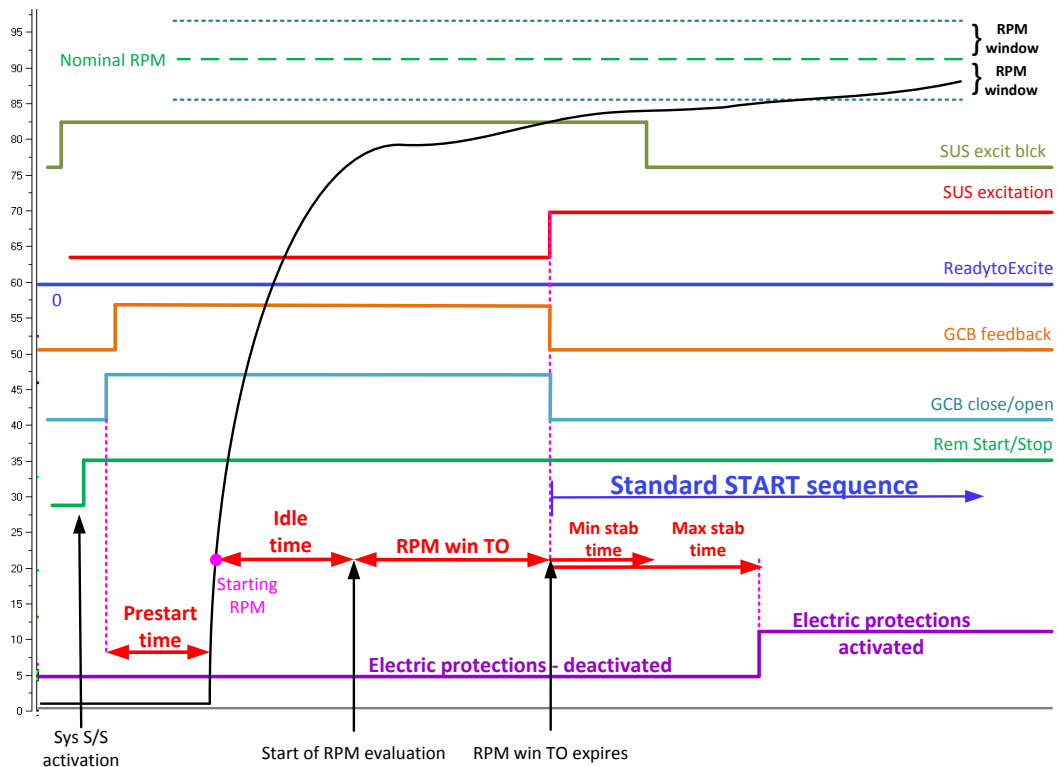 95
90
85
80
75
70
65
60
55
50
45
40
35
30
25
20
15
10
5
0
Nominal RPM
} RPM
window
} RPM
window
SUS excit blck
SUS excitation
ReadytoExcite
0
GCB feedback
GCB close/open
Rem Start/Stop
Standard START sequence
Idle
time
RPM win TO
Min stab
time
Max stab
time
Starting
RPM
Prestart
time
Electric protections - deactivated
Electric protections
activated
Sys S/S
activation
Start of RPM evaluation
RPM win TO expires